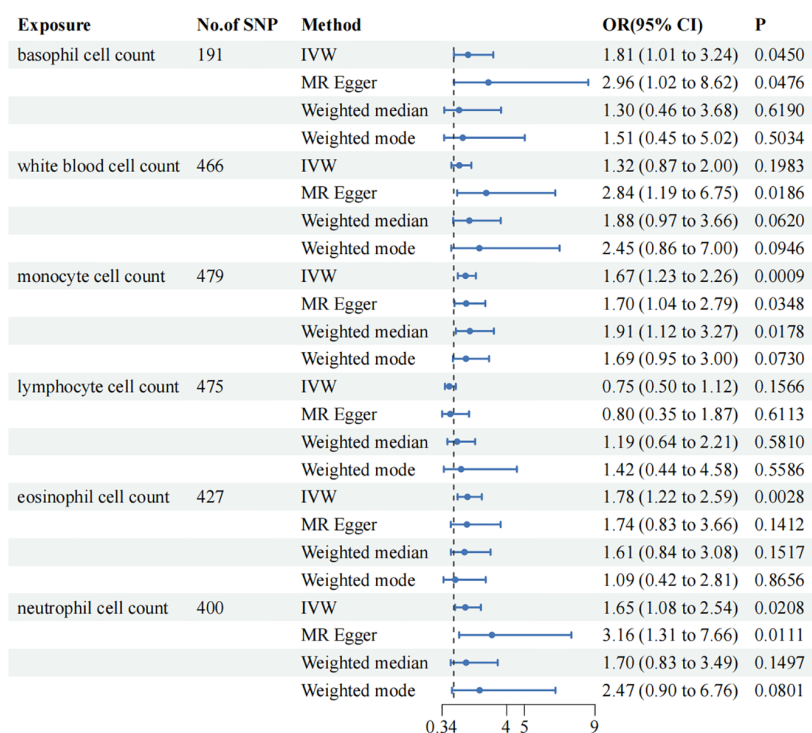 Exposure No.of SNP Method OR(95% CI) P
basophil cell count 191 IVW 1.81 (1.01 to 3.24) 0.0450
MR Egger 2.96 (1.02 to 8.62) 0.0476
Weighted median 1.30 (0.46 to 3.68) 0.6190
Weighted mode 1.51 (0.45 to 5.02) 0.5034
white blood cell count 466 IVW 1.32 (0.87 to 2.00) 0.1983
MR Egger 2.84 (1.19 to 6.75) 0.0186
Weighted median 1.88 (0.97 to 3.66) 0.0620
Weighted mode 2.45 (0.86 to 7.00) 0.0946
monocyte cell count 479 IVW 1.67 (1.23 to 2.26) 0.0009
MR Egger 1.70 (1.04 to 2.79) 0.0348
Weighted median 1.91 (1.12 to 3.27) 0.0178
Weighted mode 1.69 (0.95 to 3.00) 0.0730
lymphocyte cell count 475 IVW 0.75 (0.50 to 1.12) 0.1566
MR Egger 0.80 (0.35 to 1.87) 0.6113
Weighted median 1.19 (0.64 to 2.21) 0.5810
Weighted mode 1.42 (0.44 to 4.58) 0.5586
eosinophil cell count 427 IVW 1.78 (1.22 to 2.59) 0.0028
MR Egger 1.74 (0.83 to 3.66) 0.1412
Weighted median 1.61 (0.84 to 3.08) 0.1517
Weighted mode 1.09 (0.42 to 2.81) 0.8656
neutrophil cell count 400 IVW 1.65 (1.08 to 2.54) 0.0208
MR Egger 3.16 (1.31 to 7.66) 0.0111
Weighted median 1.70 (0.83 to 3.49) 0.1497
Weighted mode 2.47 (0.90 to 6.76) 0.0801
0.34 4 5 9